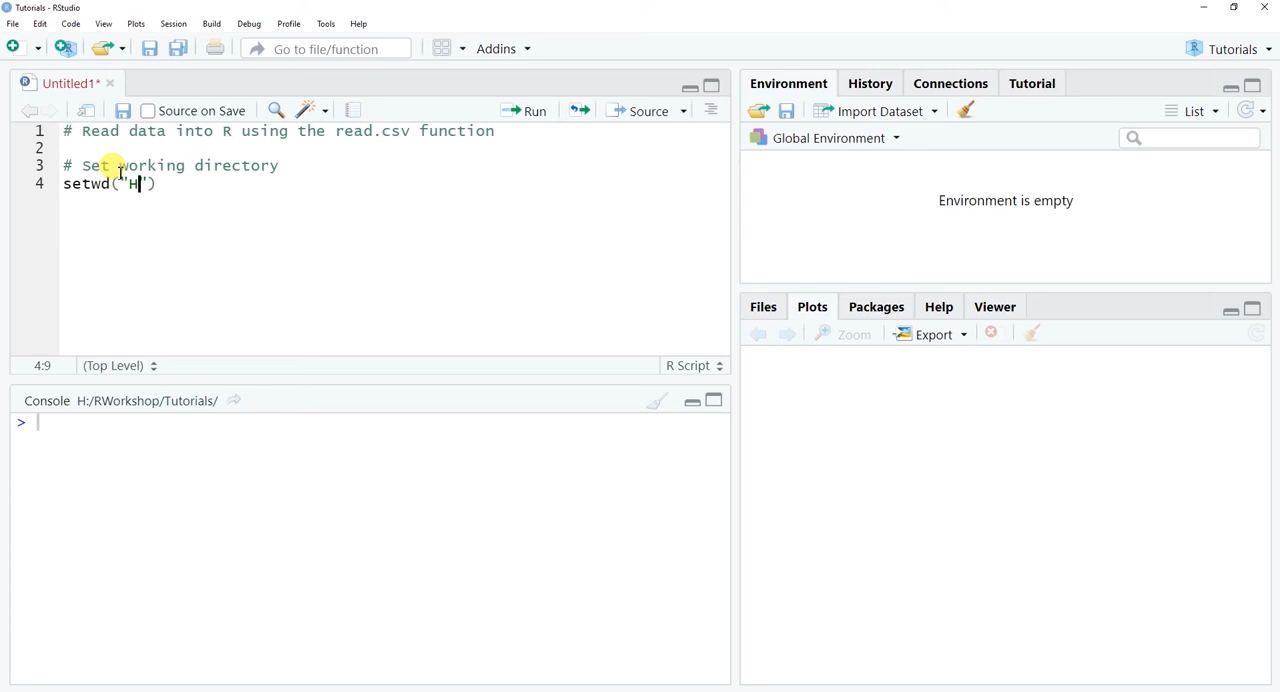 Tutorials - RStudio
File Edit Code View Plots Session Build Debug Profile Tools Help
Go to file/function Addins Tutorials
Untitled1*
Source on Save Run Source
1 # Read data into R using the read.csv function
2
3 # Set working directory
4 setwd("H")
4:9 (Top Level) R Script
Console H:/RWorkshop/Tutorials/
>
Environment History Connections Tutorial
Import Dataset List
Global Environment
Environment is empty
Files Plots Packages Help Viewer
Zoom Export